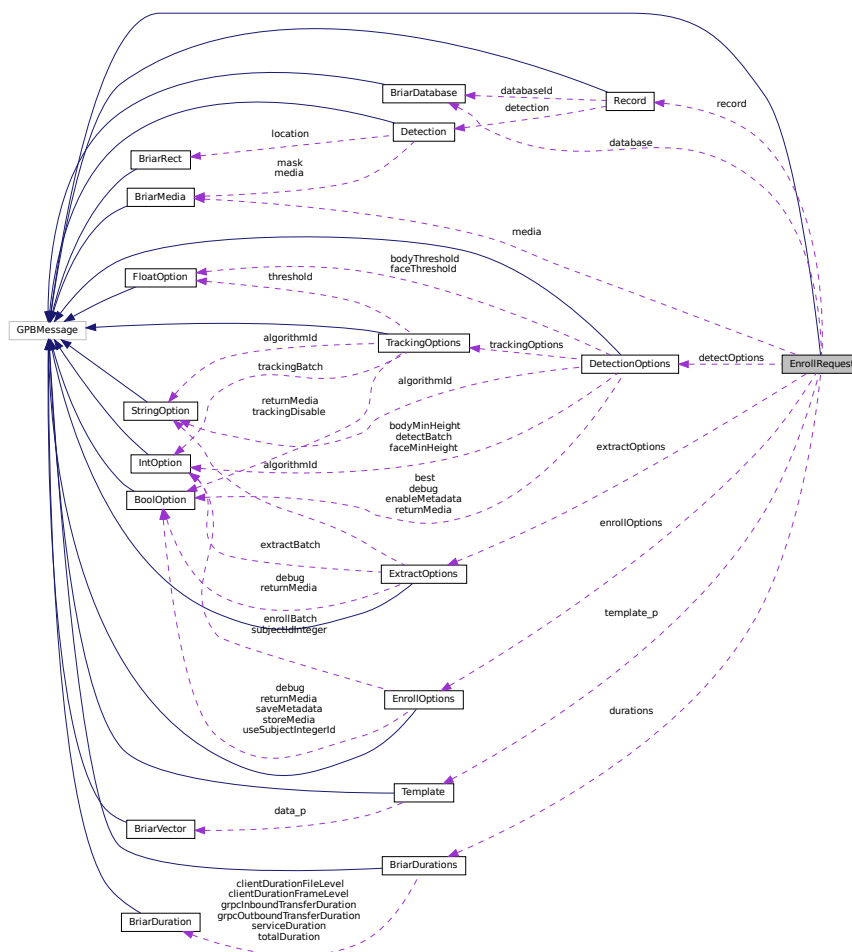 BriarDatabase
databaseId
Record
record
detection
Detection
database
location
BriarRect
mask
media
BriarMedia
media
bodyThreshold
faceThreshold
FloatOption
threshold
GPBMessage
algorithmId
TrackingOptions
trackingOptions
DetectionOptions
detectOptions
EnrollRequest
trackingBatch
algorithmId
returnMedia
trackingDisable
StringOption
bodyMinHeight
detectBatch
faceMinHeight
extractOptions
IntOption
algorithmId
best
debug
enableMetadata
returnMedia
BoolOption
enrollOptions
extractBatch
ExtractOptions
debug
returnMedia
enrollBatch
subjectIdInteger
template_p
debug
returnMedia
saveMetadata
storeMedia
useSubjectIntegerId
EnrollOptions
durations
Template
data_p
BriarVector
BriarDurations
clientDurationFileLevel
clientDurationFrameLevel
grpcInboundTransferDuration
grpcOutboundTransferDuration
serviceDuration
totalDuration
BriarDuration